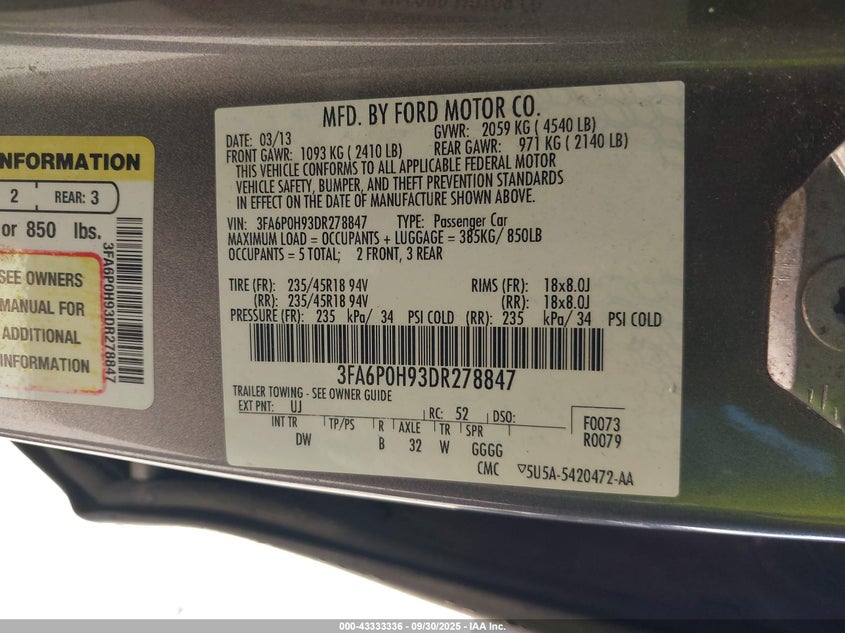 MFD. BY FORD MOTOR CO.
DATE: 03/13 GVWR: 2059 KG ( 4540 LB)
FRONT GAWR: 1093 KG ( 2410 LB) REAR GAWR: 971 KG ( 2140 LB)
THIS VEHICLE CONFORMS TO ALL APPLICABLE FEDERAL MOTOR
VEHICLE SAFETY, BUMPER, AND THEFT PREVENTION STANDARDS
IN EFFECT ON THE DATE OF MANUFACTURE SHOWN ABOVE.
VIN: 3FA6P0H93DR278847 TYPE: Passenger Car
MAXIMUM LOAD = OCCUPANTS + LUGGAGE = 385KG/ 850LB
OCCUPANTS = 5 TOTAL; 2 FRONT, 3 REAR
TIRE (FR): 235/45R18 94V RIMS (FR): 18x8.0J
(RR): 235/45R18 94V (RR): 18x8.0J
PRESSURE (FR): 235 kPa/ 34 PSI COLD (RR): 235 kPa/ 34 PSI COLD
3FA6P0H93DR278847
TRAILER TOWING - SEE OWNER GUIDE
EXT PNT: UJ RC: 52 DSO: F0073
INT TR TP/PS R AXLE TR SPR R0079
DW B 32 W GGGG
CMC 5U5A-5420472-AA
INFORMATION
2 REAR: 3
or 850 lbs.
SEE OWNERS
MANUAL FOR
ADDITIONAL
INFORMATION
3FA6P0H93DR278847
000-43333336 - 09/30/2025 - IAA Inc.